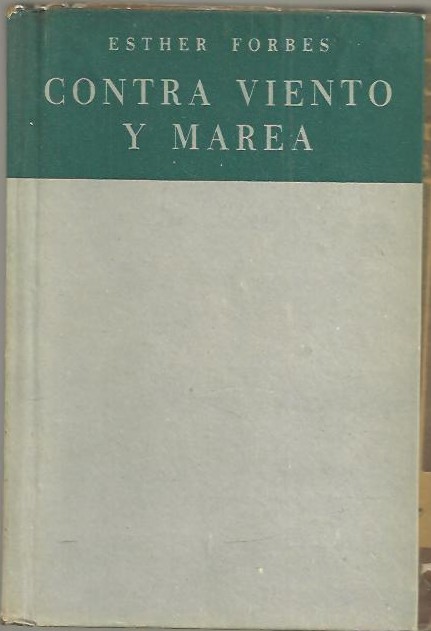 ESTHER FORBES
CONTRA VIENTO
Y MAREA